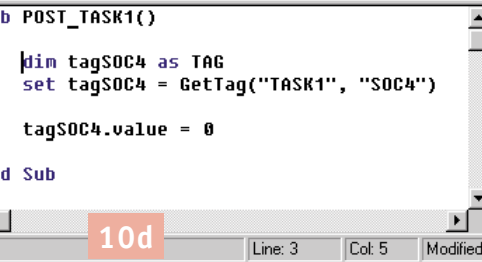 b POST_TASK1()
dim tagSOC4 as TAG
set tagSOC4 = GetTag("TASK1", "SOC4")
tagSOC4.value = 0
d Sub
10d
Line: 3 Col: 5 Modified